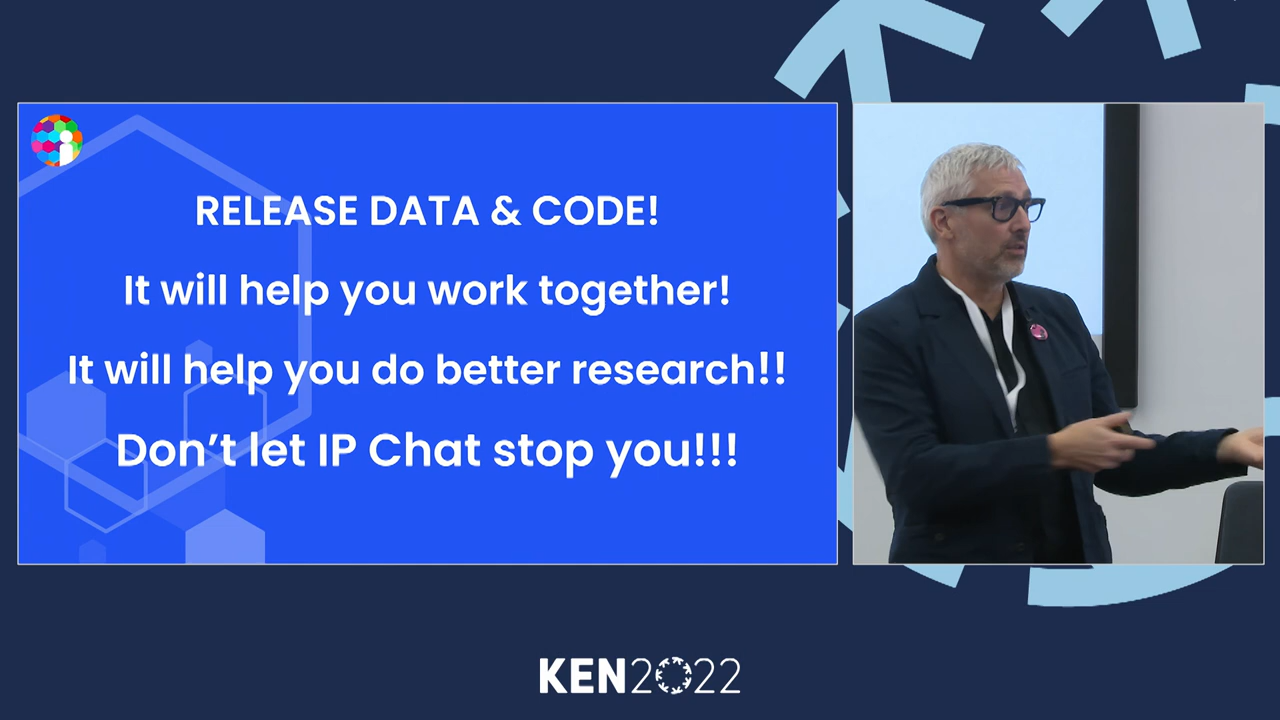 RELEASE DATA & CODE!
It will help you work together!
It will help you do better research!!
Don’t let IP Chat stop you!!!
KEN2022